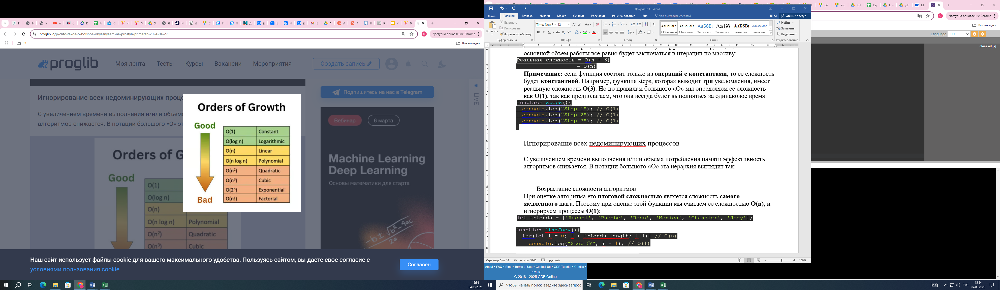 proglib.io/p/chto-takoe-o-bolshoe-obyasnyaem-na-prostyh-primerah-2024-04-27
Доступно обновление Chrome
!!!!
Все закладки
proglib
Моя лента
Тесты
Курсы
Вакансии
Мероприятия
Создать запись
Подпишитесь на нас в Telegram
LIVE
Игнорирование всех недоминирующих проце
С увеличением времени выполнения и/или объема
алгоритмов снижается. В нотации большого «О» эт
Orders of Growth
Good
Bad
O(1) Constant
O(log n) Logarithmic
O(n) Linear
O(n log n) Polynomial
O(n²) Quadratic
O(n³) Cubic
O(2ⁿ) Exponential
O(n!) Factorial
Orders of G
Good
O(1)
O(log n)
O(n)
O(n log n) Polynomial
O(n²) Quadratic
O(n³) Cubic
Вебинар
6 марта
Machine Learning
Deep Learning
Основы математики для старта
-b ± √b² - 4ac
2a
Наш сайт использует файлы cookie для вашего максимального удобства. Пользуясь сайтом, вы даете свое согласие с
условиями пользования cookie
Согласен
15:34
04.03.2025
Документ3 - Word
Файл Главная Вставка Дизайн Макет Ссылки Рассылки Рецензирование Вид Что вы хотите сделать? Вход Общий доступ
Вставить
Вырезать
Копировать
Формат по образцу
Буфер обмена
Times New R 12
Шрифт
Абзац
АаБбВвГг, АаБбВвГг, АаБбВı АаБб АаБбВı АаБбВвГг
¶ Обычный ¶ Без инте... Заголово... Заголово... Заголово... Заголово...
Стили
Найти
Заменить
Выделить
Редактирование
основной объем работы все равно будет заключаться в итерации по массиву:
Реальная сложность = O(n + 3)
= O(n)
Примечание: если функция состоит только из операций с константами, то ее сложность
будет константной. Например, функция steps, которая выводит три уведомления, имеет
реальную сложность O(3). Но по правилам большого «О» мы определяем ее сложность
как O(1), так как предполагаем, что она всегда будет выполняться за одинаковое время:
function steps(){
console.log("Step 1"); // O(1)
console.log("Step 2"); // O(1)
console.log("Step 3"); // O(1)
}
Игнорирование всех недоминирующих процессов
С увеличением времени выполнения и/или объема потребления памяти эффективность
алгоритмов снижается. В нотации большого «О» эта иерархия выглядит так:
Возрастание сложности алгоритмов
При оценке алгоритма его итоговой сложностью является сложность самого
медленного шага. Поэтому при оценке этой функции мы считаем ее сложностью O(n), и
игнорируем процессы O(1):
let friends = ['Rachel', 'Phoebe', 'Ross', 'Monica', 'Chandler', 'Joey'];
function findJoey(){
for(let i = 0; i < friends.length; i++){ // O(n)
console.log("Step 👉", i + 1); // O(1)
Страница 5 из 14 Число слов: 3246 русский
160%
About • FAQ • Blog • Terms of Use • Contact Us • GDB Tutorial • Credits •
Privacy
© 2016 - 2025 GDB Online
Доступно обновление Chrome
Все закладки
Language C++
close ad [x]
Чтобы начать поиск, введите здесь запрос
РУС
15:34
04.03.2025